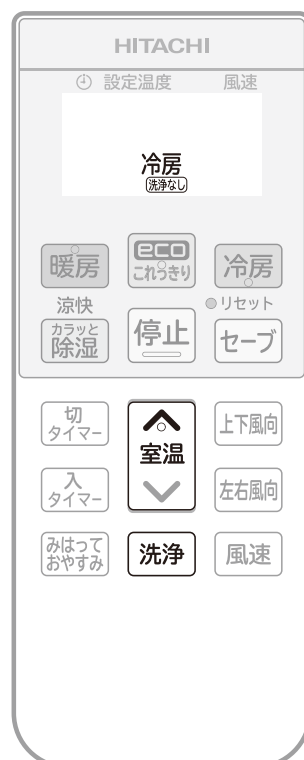 HITACHI
設定温度 風速
冷房
洗浄なし
暖房
eco
これっきり
冷房
涼快
カラッと
除湿
停止
リセット
セーブ
切
タイマー
室温
上下風向
入
タイマー
左右風向
みはって
おやすみ
洗浄
風速